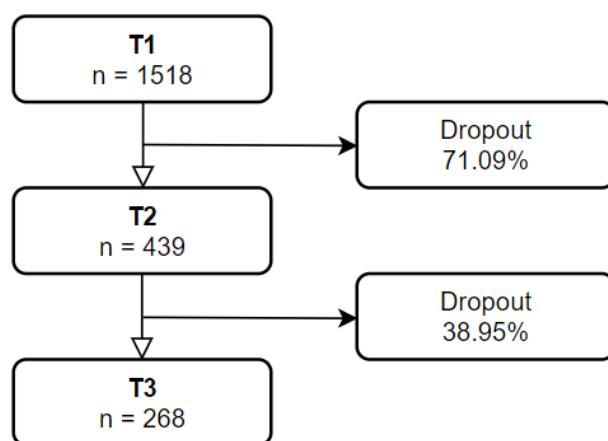 T1
n = 1518
Dropout
71.09%
T2
n = 439
Dropout
38.95%
T3
n = 268